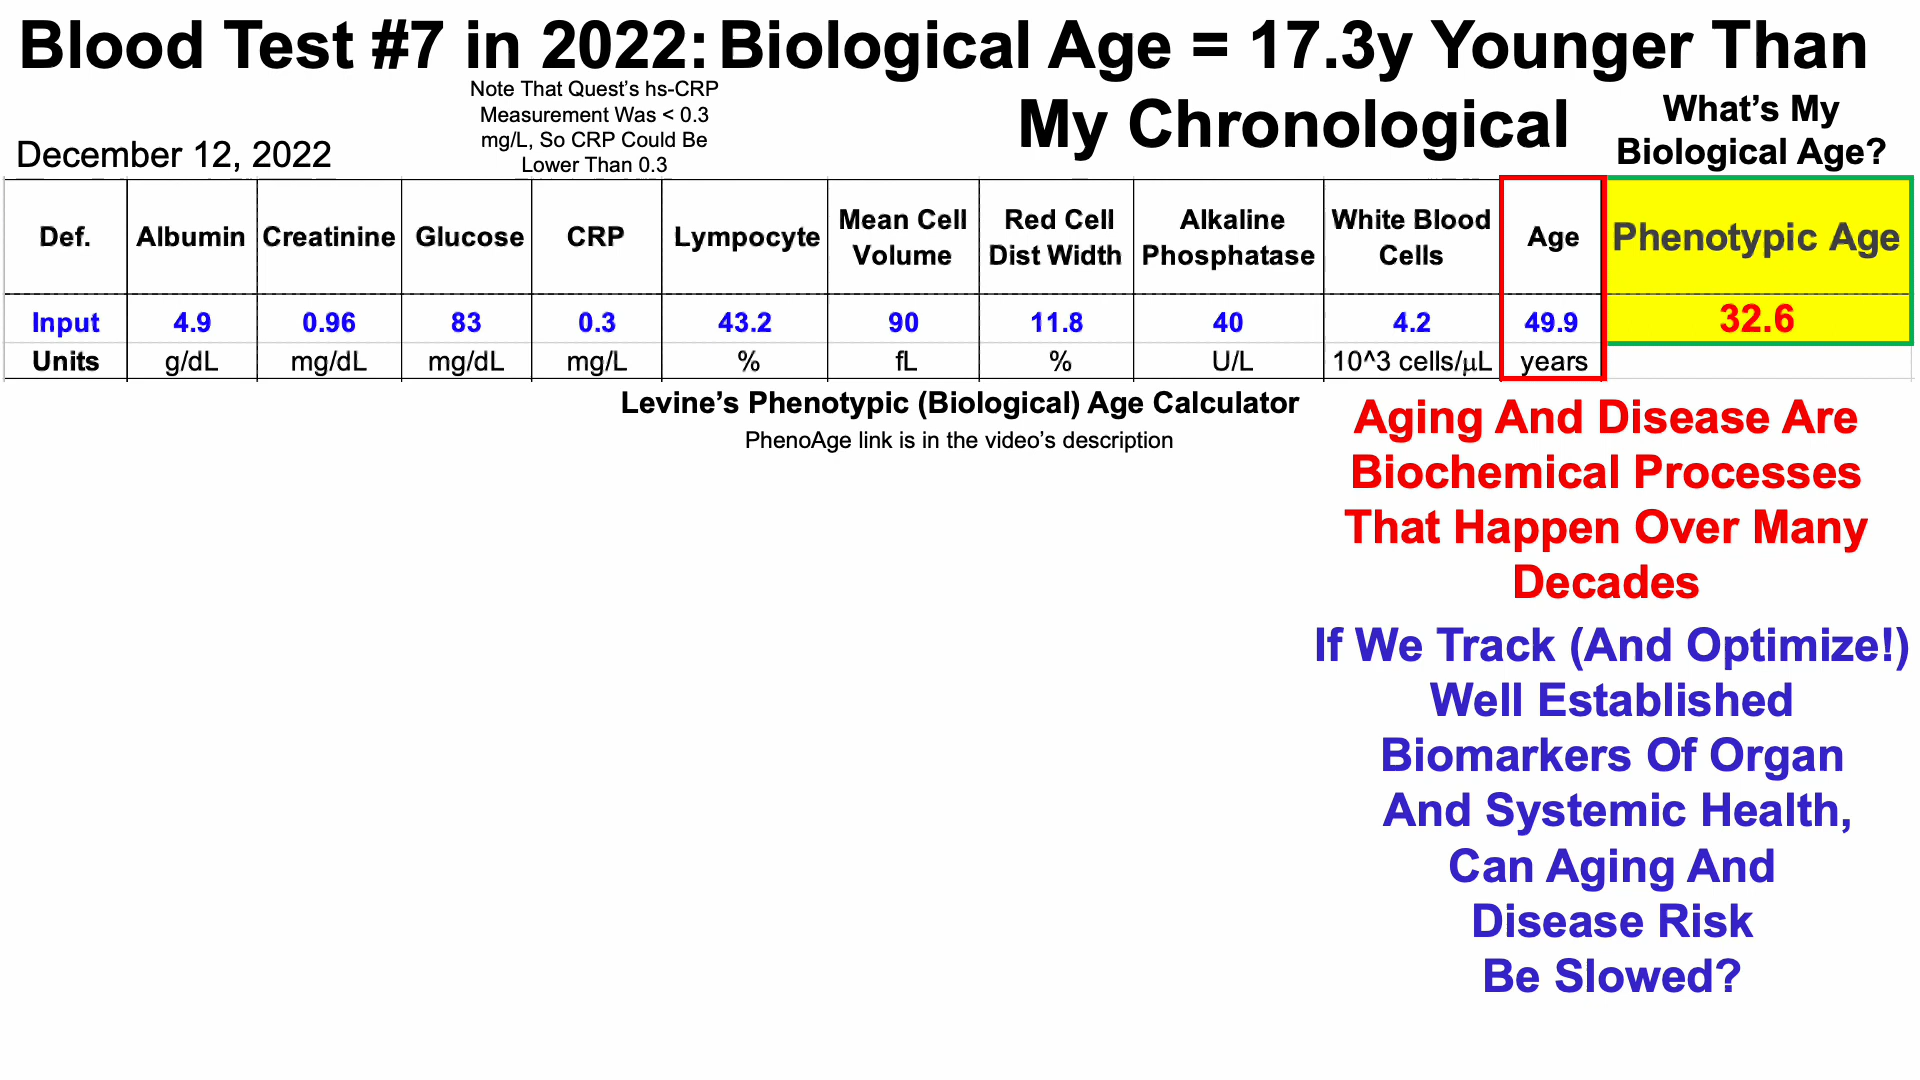 Blood Test #7 in 2022: Biological Age = 17.3y Younger Than
My Chronological
Note That Quest's hs-CRP
Measurement Was < 0.3
mg/L, So CRP Could Be
Lower Than 0.3
December 12, 2022
What's My
Biological Age?
Def. Albumin Creatinine Glucose CRP Lympocyte Mean Cell Volume Red Cell Dist Width Alkaline Phosphatase White Blood Cells Age Phenotypic Age
Input 4.9 0.96 83 0.3 43.2 90 11.8 40 4.2 49.9 32.6
Units g/dL mg/dL mg/dL mg/L % fL % U/L 10^3 cells/μL years
Levine's Phenotypic (Biological) Age Calculator
PhenoAge link is in the video's description
Aging And Disease Are
Biochemical Processes
That Happen Over Many
Decades
If We Track (And Optimize!)
Well Established
Biomarkers Of Organ
And Systemic Health,
Can Aging And
Disease Risk
Be Slowed?